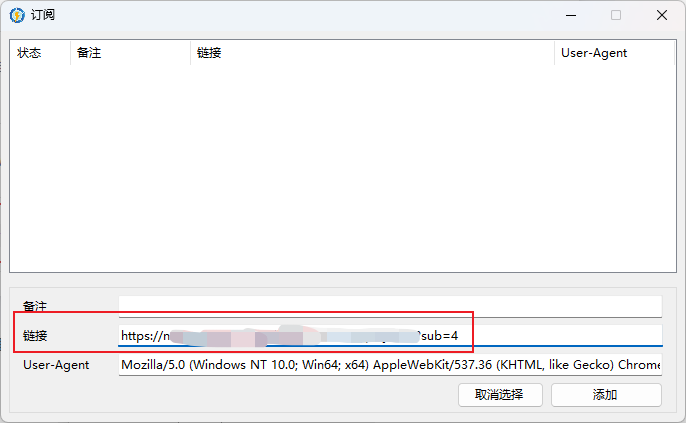 订阅
状态 备注 链接 User-Agent
备注
链接 https://n ?sub=4
User-Agent Mozilla/5.0 (Windows NT 10.0; Win64; x64) AppleWebKit/537.36 (KHTML, like Gecko) Chrome
取消选择 添加